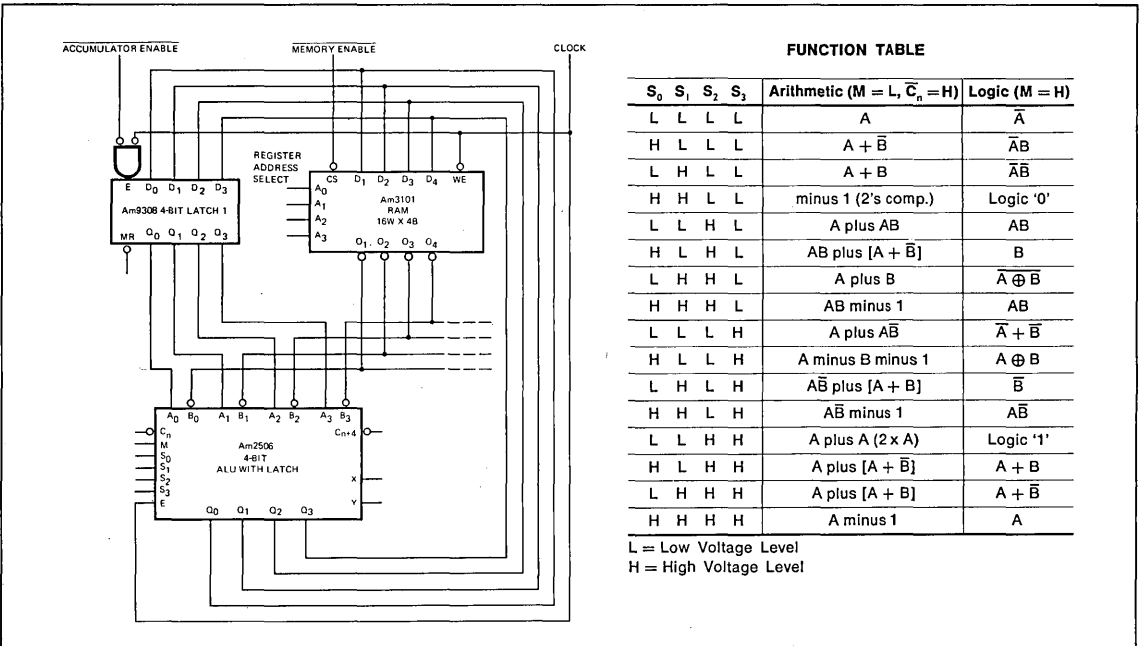 ACCUMULATOR ENABLE
MEMORY ENABLE
CLOCK
E D0 D1 D2 D3
Am9308 4-BIT LATCH 1
MR Q0 Q1 Q2 Q3
REGISTER
ADDRESS
SELECT
CS D1 D2 D3 D4 WE
A0
A1
A2
A3
Am3101
RAM
16W X 4B
O1 O2 O3 O4
A0 B0 A1 B1 A2 B2 A3 B3
Cn
M
S0
S1
S2
S3
E
Cn+4
X
Y
Am2506
4-BIT
ALU WITH LATCH
Q0 Q1 Q2 Q3
FUNCTION TABLE
S0 S1 S2 S3 Arithmetic (M = L, C̅n = H) Logic (M = H)
L L L L A A̅
H L L L A + B̅ A̅B
L H L L A + B A̅B̅
H H L L minus 1 (2's comp.) Logic '0'
L L H L A plus AB AB
H L H L AB plus [A + B̅] B
L H H L A plus B A̅ ⊕̅ B̅
H H H L AB minus 1 AB
L L L H A plus AB̅ A̅ + B̅
H L L H A minus B minus 1 A ⊕ B
L H L H AB̅ plus [A + B] B̅
H H L H AB̅ minus 1 AB̅
L L H H A plus A (2 x A) Logic '1'
H L H H A plus [A + B̅] A + B
L H H H A plus [A + B] A + B̅
H H H H A minus 1 A
L = Low Voltage Level
H = High Voltage Level